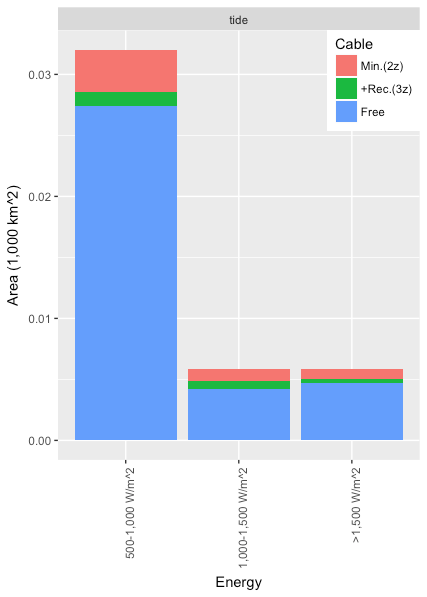 tide
Cable
Min.(2z)
+Rec.(3z)
Free
Area (1,000 km^2)
0.03
0.02
0.01
0.00
500-1,000 W/m^2
1,000-1,500 W/m^2
>1,500 W/m^2
Energy